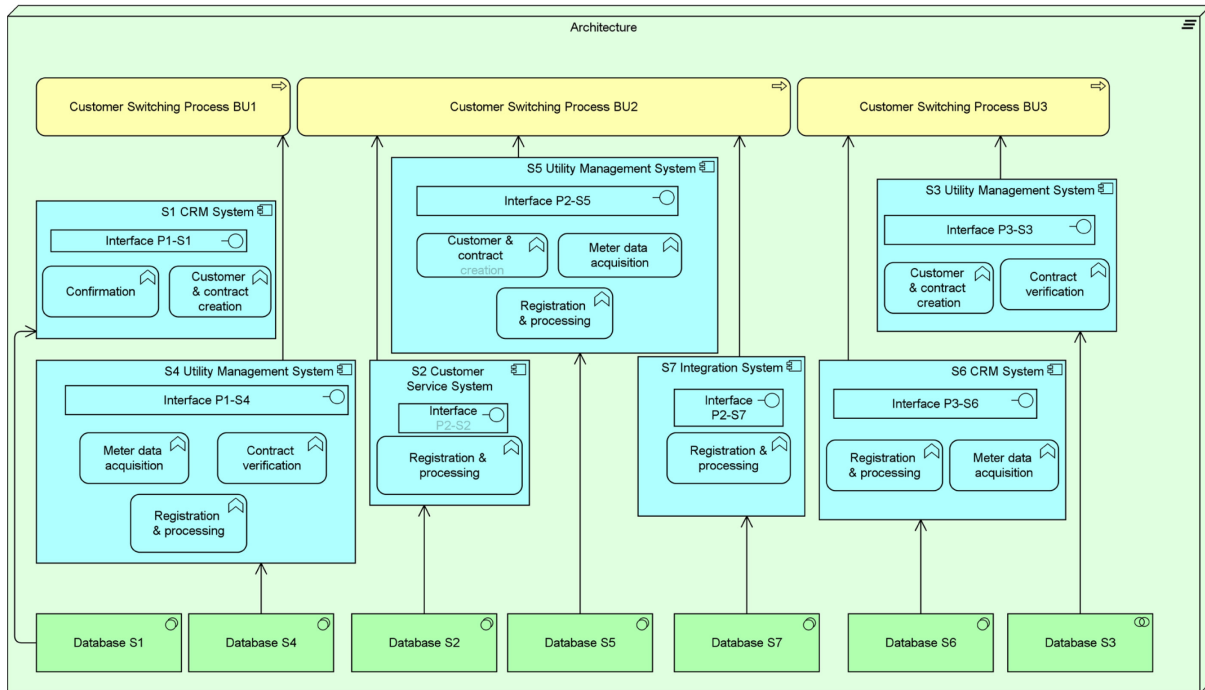 Architecture
Customer Switching Process BU1
Customer Switching Process BU2
Customer Switching Process BU3
S5 Utility Management System
Interface P2-S5
Customer &
contract
creation
Meter data
acquisition
Registration
& processing
S3 Utility Management System
Interface P3-S3
Customer
& contract
creation
Contract
verification
S1 CRM System
Interface P1-S1
Confirmation
Customer
& contract
creation
S4 Utility Management System
Interface P1-S4
Meter data
acquisition
Contract
verification
Registration
& processing
S2 Customer
Service System
Interface
P2-S2
Registration &
processing
S7 Integration System
Interface
P2-S7
Registration &
processing
S6 CRM System
Interface P3-S6
Registration
& processing
Meter data
acquisition
Database S1
Database S4
Database S2
Database S5
Database S7
Database S6
Database S3